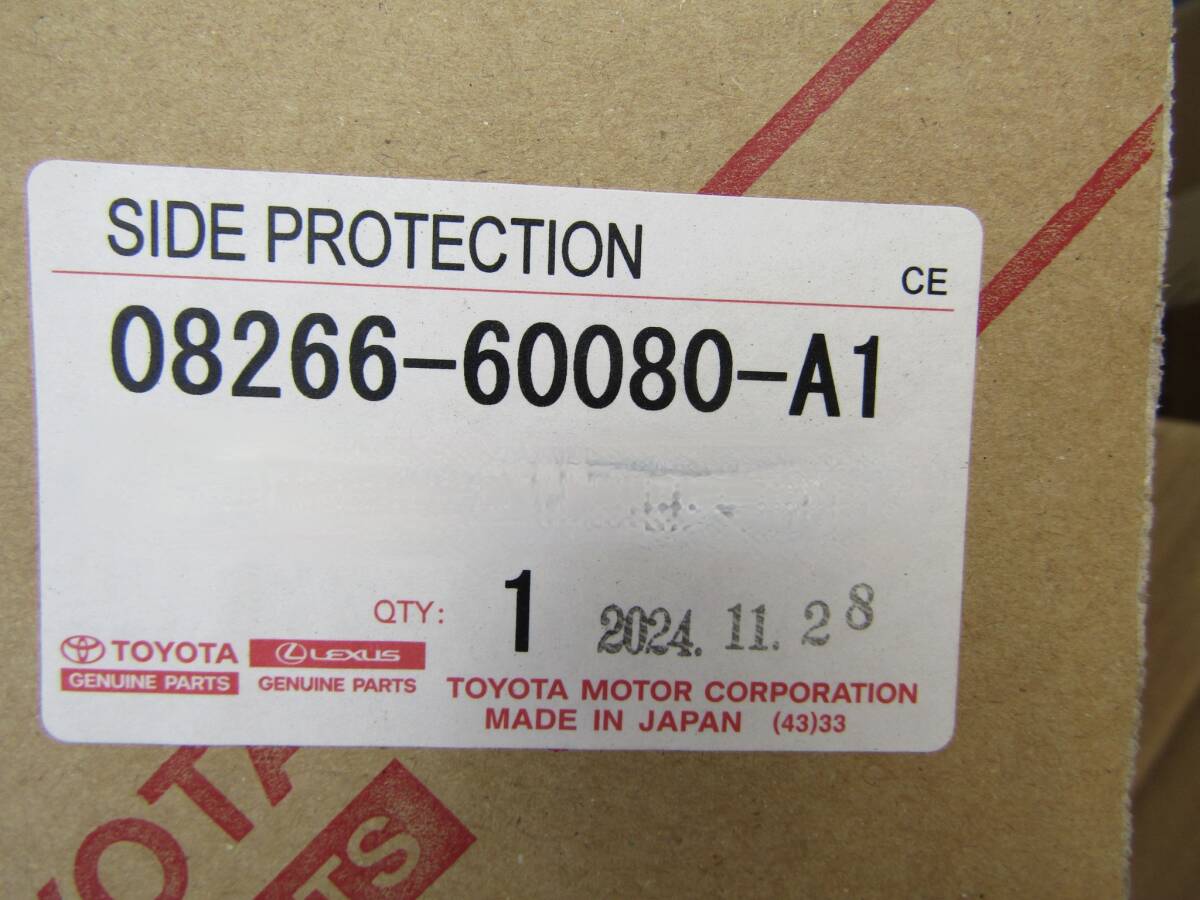 SIDE PROTECTION
CE
08266-60080-A1
QTY: 1 2024.11.28
TOYOTA
GENUINE PARTS
LEXUS
GENUINE PARTS
TOYOTA MOTOR CORPORATION
MADE IN JAPAN (43)33
TOYOTA